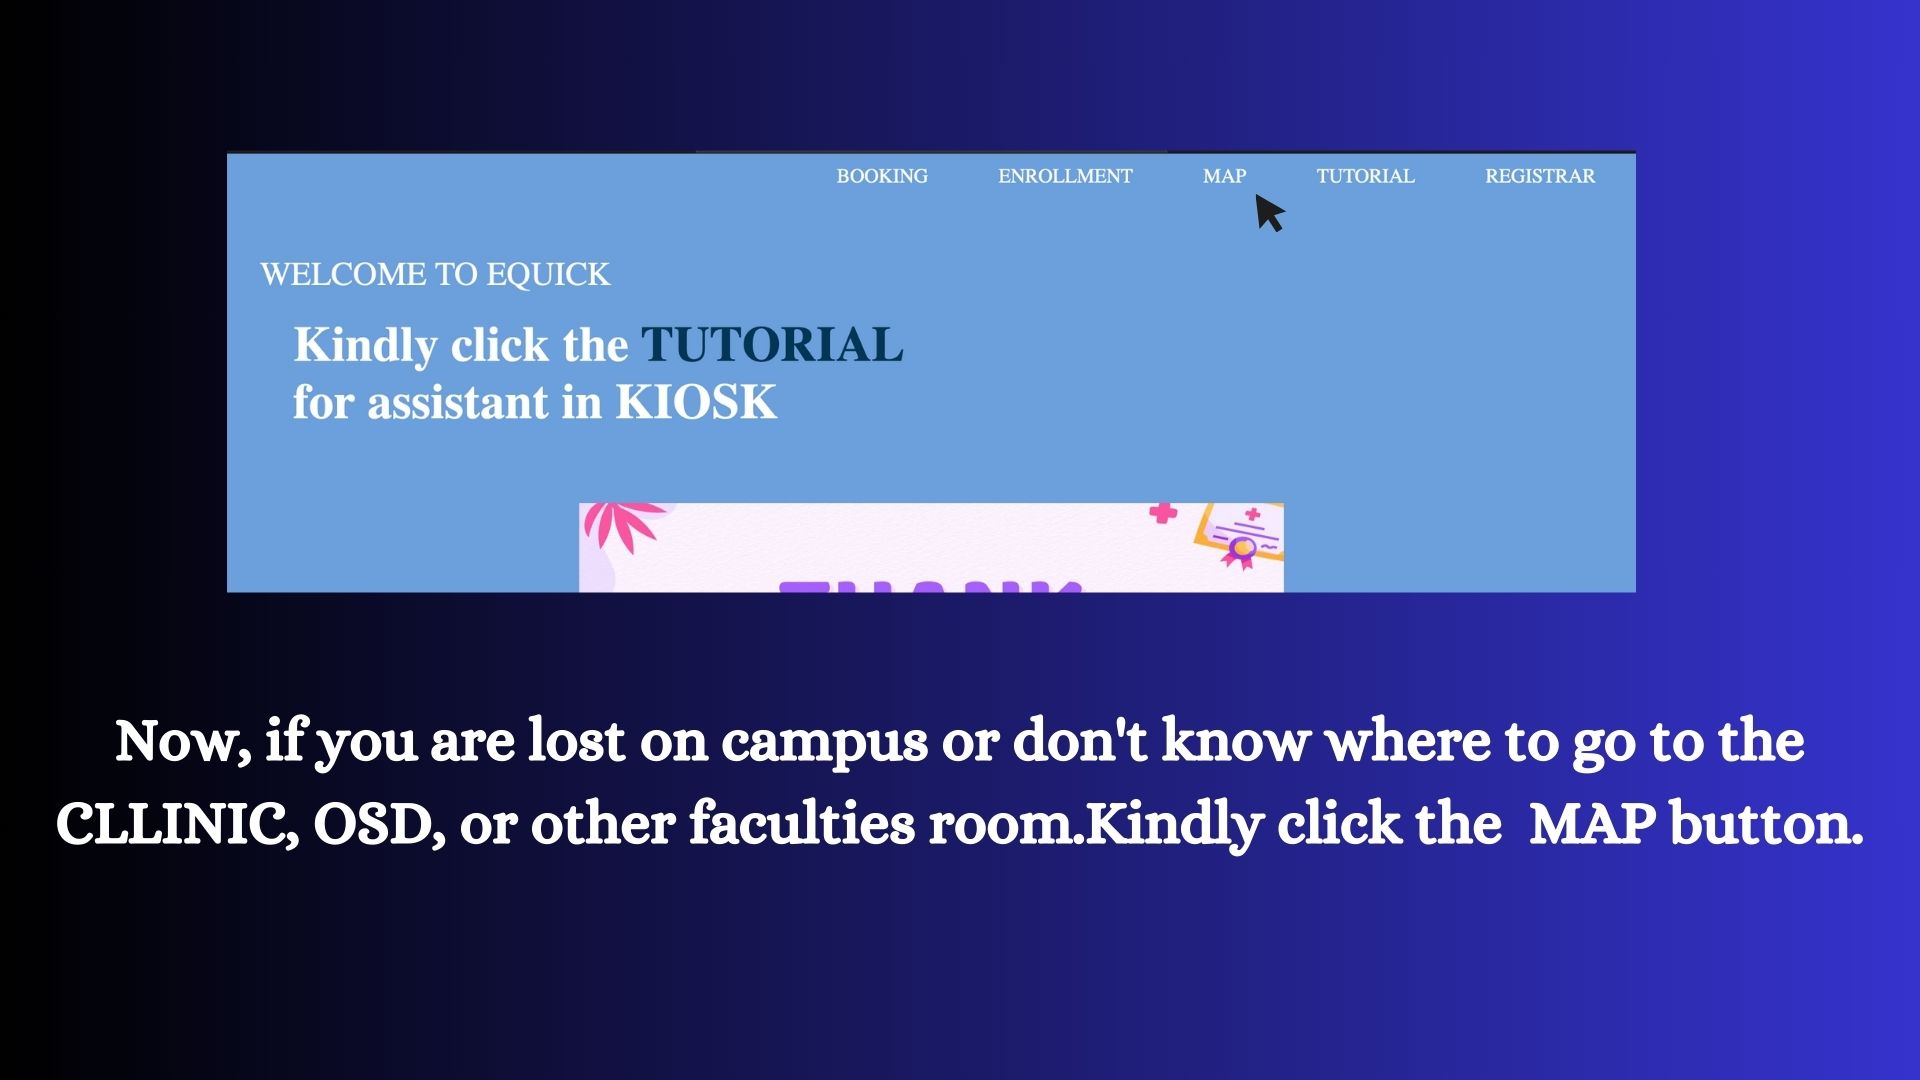 BOOKING ENROLLMENT MAP TUTORIAL REGISTRAR
WELCOME TO EQUICK
Kindly click the TUTORIAL
for assistant in KIOSK
Now, if you are lost on campus or don't know where to go to the
CLLINIC, OSD, or other faculties room.Kindly click the  MAP button.